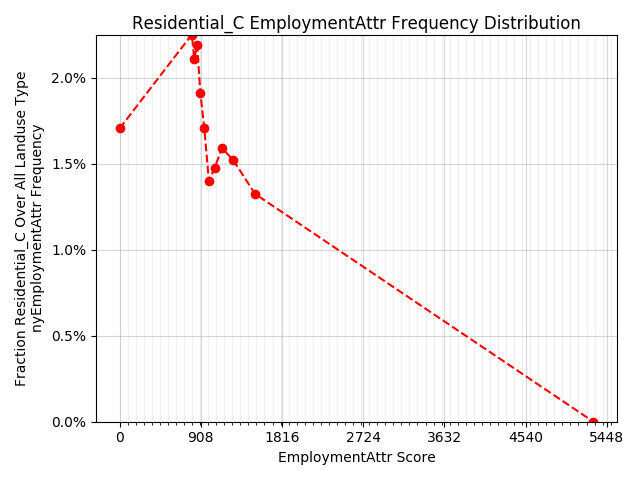 Residential_C EmploymentAttr Frequency Distribution
Fraction Residential_C Over All Landuse Type
nyEmploymentAttr Frequency
2.0%
1.5%
1.0%
0.5%
0.0%
0 908 1816 2724 3632 4540 5448
EmploymentAttr Score